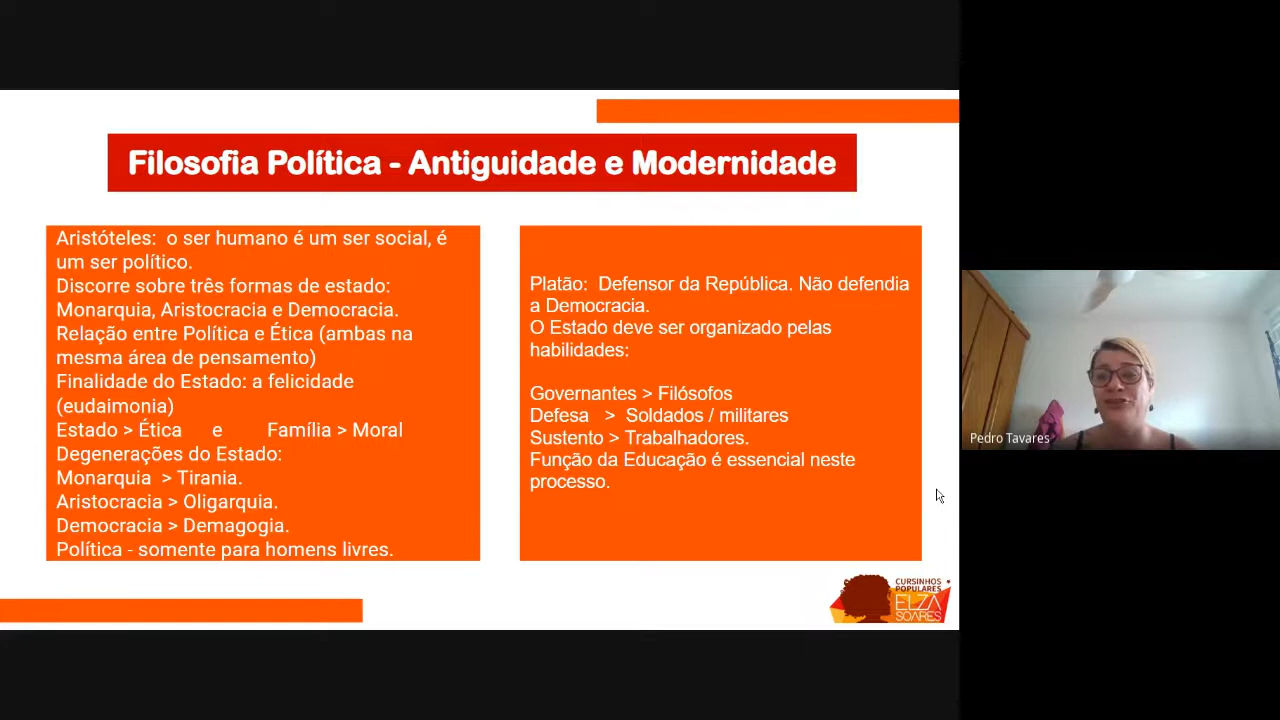 Filosofia Política - Antiguidade e Modernidade
Aristóteles: o ser humano é um ser social, é
um ser político.
Discorre sobre três formas de estado:
Monarquia, Aristocracia e Democracia.
Relação entre Política e Ética (ambas na
mesma área de pensamento)
Finalidade do Estado: a felicidade
(eudaimonia)
Estado > Ética e Família > Moral
Degenerações do Estado:
Monarquia > Tirania.
Aristocracia > Oligarquia.
Democracia > Demagogia.
Política - somente para homens livres.
Platão: Defensor da República. Não defendia
a Democracia.
O Estado deve ser organizado pelas
habilidades:
Governantes > Filósofos
Defesa > Soldados / militares
Sustento > Trabalhadores.
Função da Educação é essencial neste
processo.
CURSINHOS
POPULARES
ELZA
SOARES
Pedro Tavares